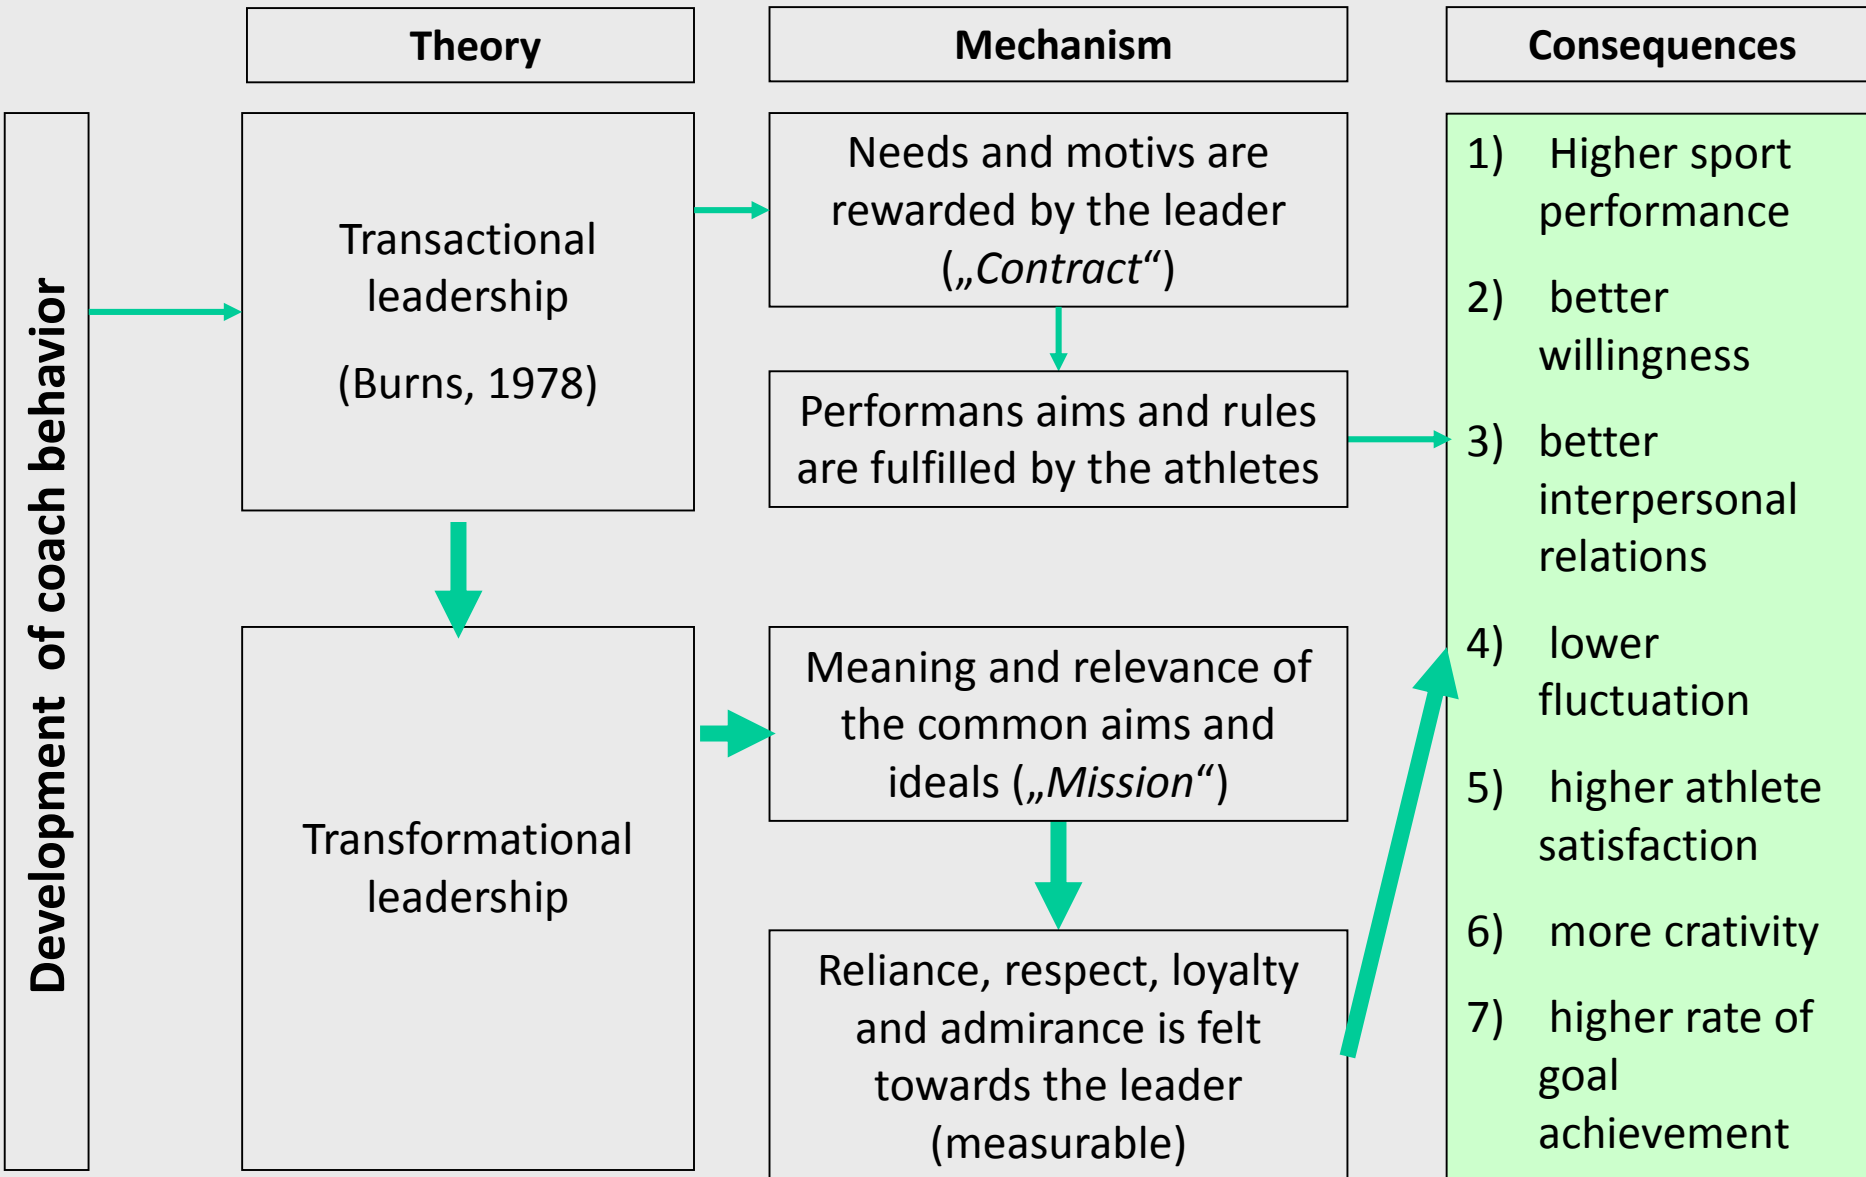 Theory
Mechanism
Consequences
Development of coach behavior
Transactional
leadership
(Burns, 1978)
Needs and motivs are
rewarded by the leader
(„Contract“)
Performans aims and rules
are fulfilled by the athletes
Transformational
leadership
Meaning and relevance of
the common aims and
ideals („Mission“)
Reliance, respect, loyalty
and admirance is felt
towards the leader
(measurable)
1) Higher sport
performance
2) better
willingness
3) better
interpersonal
relations
4) lower
fluctuation
5) higher athlete
satisfaction
6) more crativity
7) higher rate of
goal
achievement